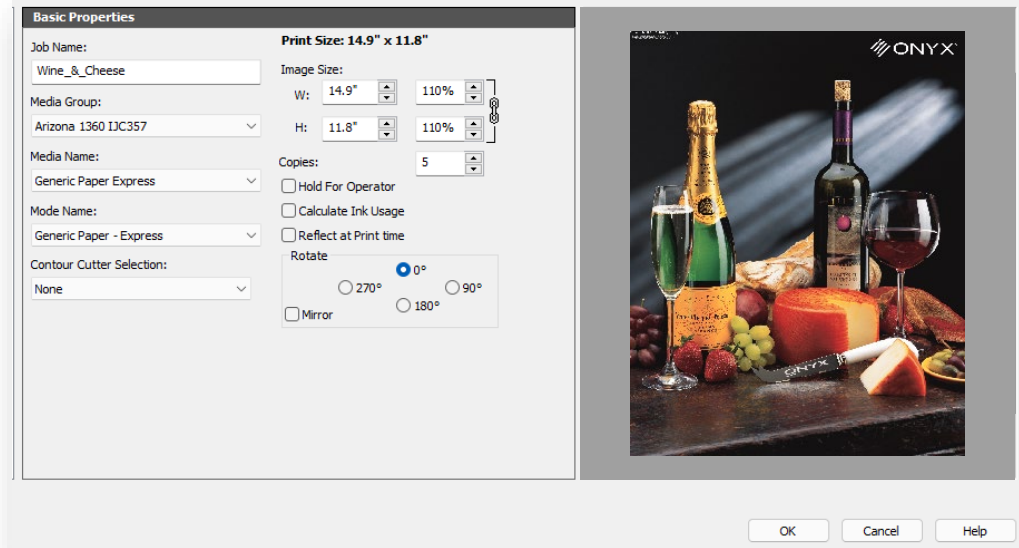 Basic Properties
Job Name:
Wine_&_Cheese
Media Group:
Arizona 1360 IJC357
Media Name:
Generic Paper Express
Mode Name:
Generic Paper - Express
Contour Cutter Selection:
None
Print Size: 14.9" x 11.8"
Image Size:
W: 14.9" 110%
H: 11.8" 110%
Copies: 5
Hold For Operator
Calculate Ink Usage
Reflect at Print time
Rotate
0°
270° 90°
180°
Mirror
ONYX
ONYX
OK Cancel Help